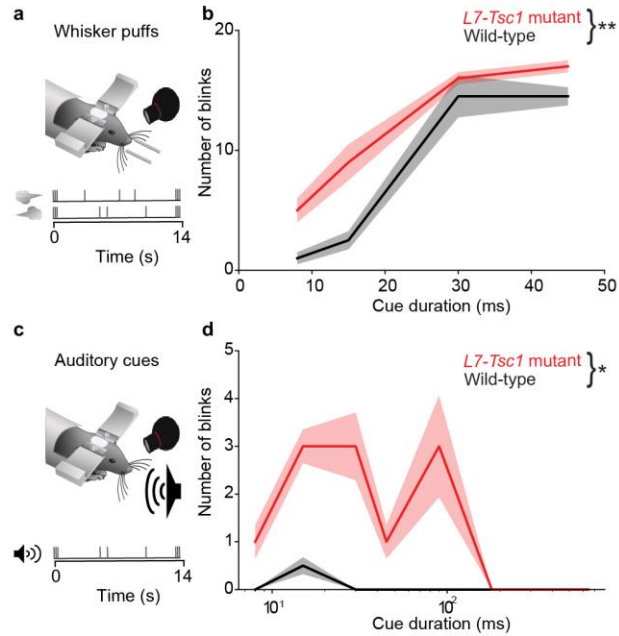 a
Whisker puffs
0
14
Time (s)
b
L7-Tsc1 mutant
Wild-type
}**
Number of blinks
20
10
0
0
10
20
30
40
50
Cue duration (ms)
c
Auditory cues
0
14
Time (s)
d
L7-Tsc1 mutant
Wild-type
}*
Number of blinks
5
4
3
2
1
0
10¹
10²
Cue duration (ms)